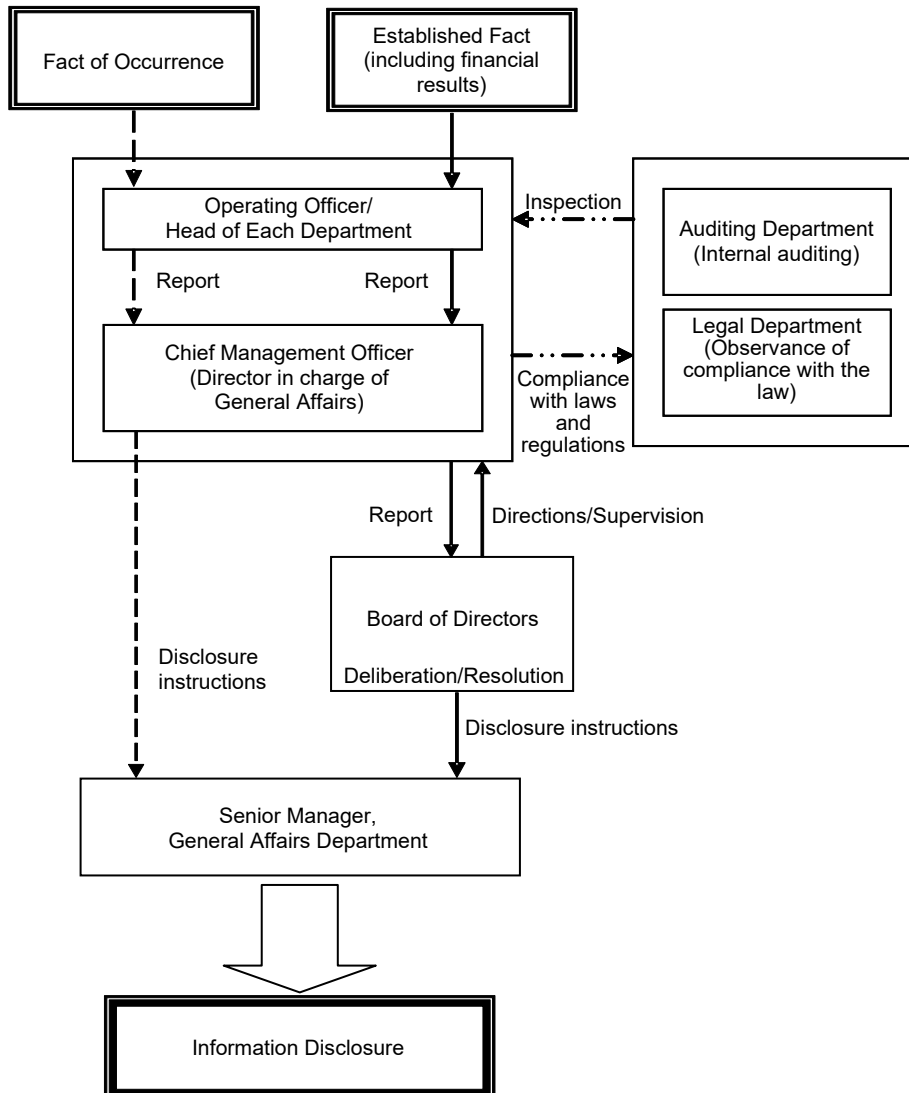 Fact of Occurrence
Established Fact
(including financial
results)
Operating Officer/
Head of Each Department
Inspection
Auditing Department
(Internal auditing)
Report
Report
Chief Management Officer
(Director in charge of
General Affairs)
Legal Department
(Observance of
compliance with the
law)
Compliance
with laws
and
regulations
Report
Directions/Supervision
Board of Directors
Deliberation/Resolution
Disclosure
instructions
Disclosure instructions
Senior Manager,
General Affairs Department
Information Disclosure